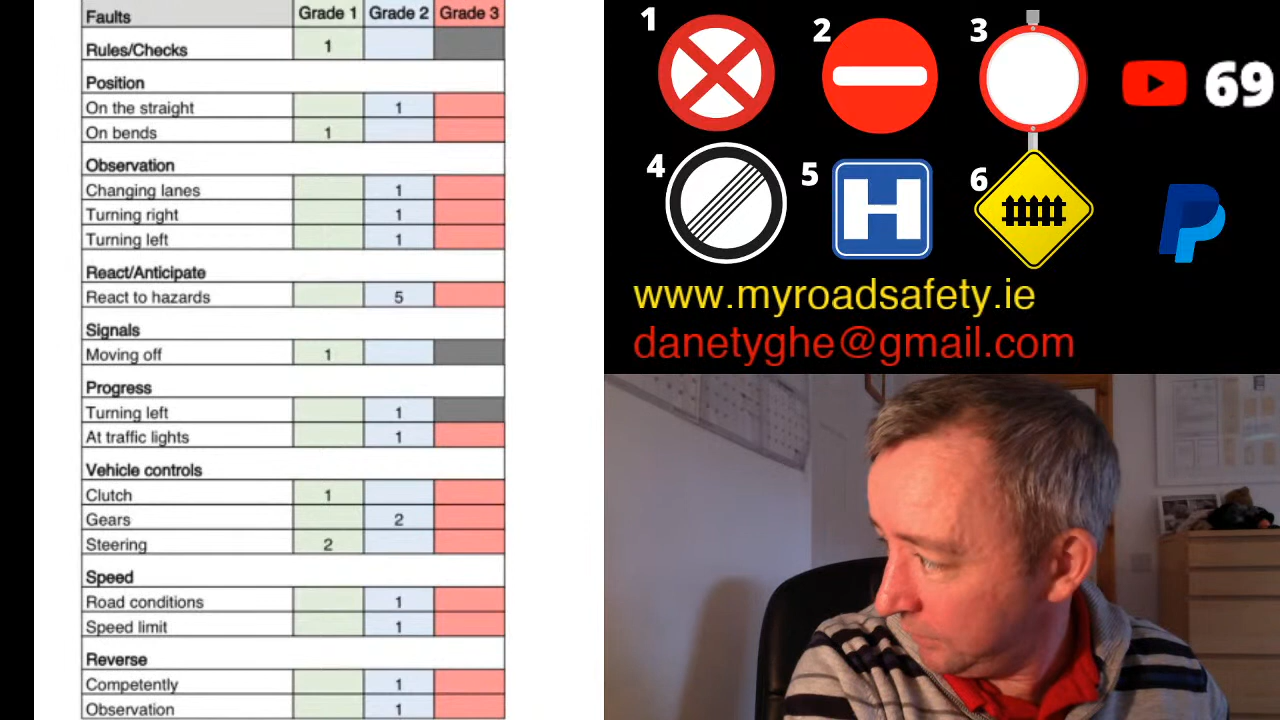 Faults Grade 1 Grade 2 Grade 3
Rules/Checks 1
Position
On the straight 1
On bends 1
Observation
Changing lanes 1
Turning right 1
Turning left 1
React/Anticipate
React to hazards 5
Signals
Moving off 1
Progress
Turning left 1
At traffic lights 1
Vehicle controls
Clutch 1
Gears 2
Steering 2
Speed
Road conditions 1
Speed limit 1
Reverse
Competently 1
Observation 1
1 2 3 69
4 5 H 6
www.myroadsafety.ie
danetyghe@gmail.com